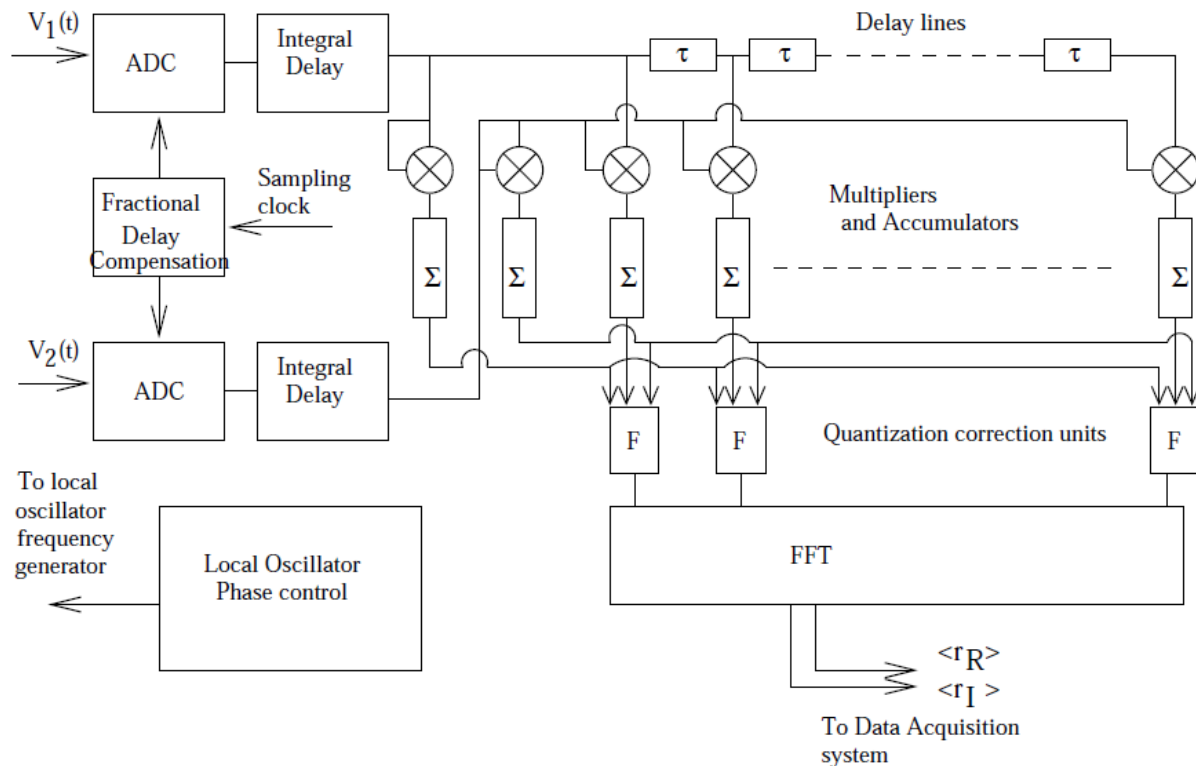 V1(t)
ADC
Integral
Delay
τ
τ
Delay lines
τ
Sampling
clock
Fractional
Delay
Compensation
Multipliers
and Accumulators
Σ
Σ
Σ
Σ
Σ
V2(t)
ADC
Integral
Delay
F
F
Quantization correction units
F
To local
oscillator
frequency
generator
Local Oscillator
Phase control
FFT
<rR>
<rI >
To Data Acquisition
system